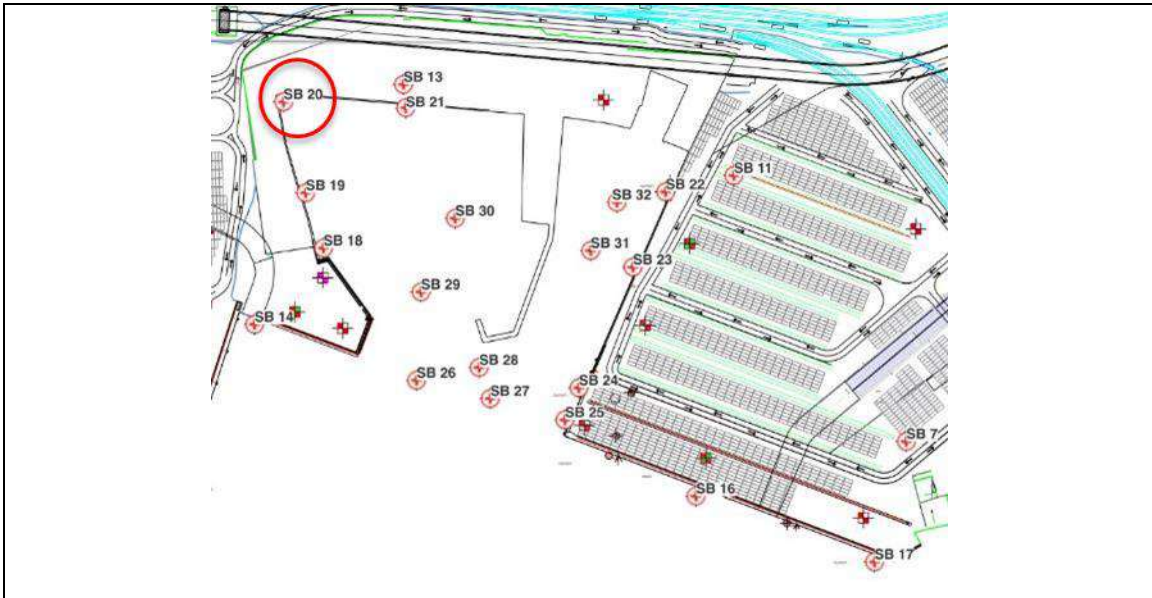 SB 13
SB 20
SB 21
SB 11
SB 19
SB 22
SB 32
SB 30
SB 18
SB 31
SB 23
SB 29
SB 14
SB 28
SB 26
SB 24
SB 27
SB 25
SB 7
SB 16
SB 17